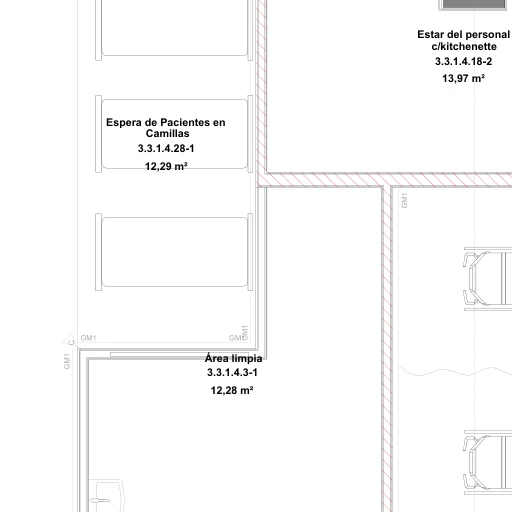 Estar del personal
c/kitchenette
3.3.1.4.18-2
13,97 m²
Espera de Pacientes en
Camillas
3.3.1.4.28-1
12,29 m²
GM1
GM1
GM1
GM1
GM1
C
Área limpia
3.3.1.4.3-1
12,28 m²